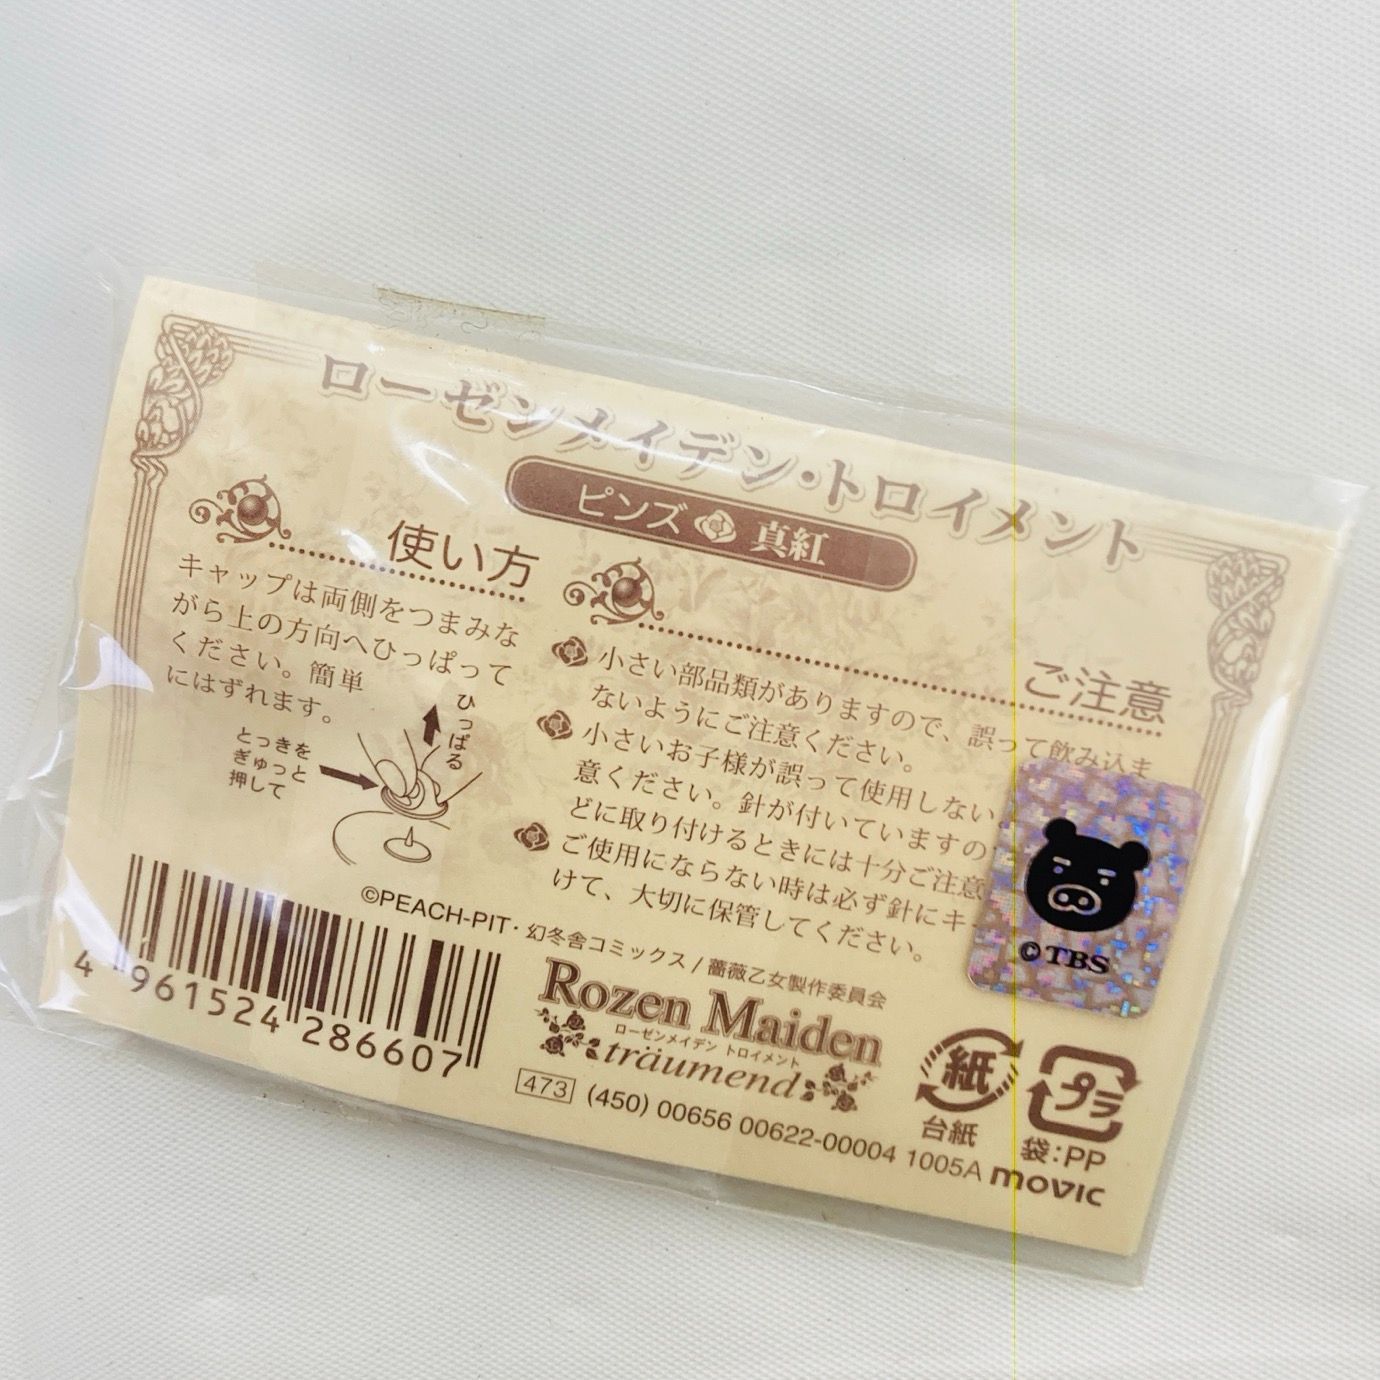 ローゼンメイデン・トロイメント
ピンズ 真紅
使い方
キャップは両側をつまみな
がら上の方向へひっぱって
ください。簡単
にはずれます。
ひっぱる
とっきを
ぎゅっと
押して
ご注意
小さい部品類がありますので、誤って飲み込ま
ないようにご注意ください。
小さいお子様が誤って使用しない
意ください。針が付いていますの
どに取り付けるときには十分ご注意
ご使用にならない時は必ず針にキ
けて、大切に保管してください。
©TBS
©PEACH-PIT・幻冬舎コミックス/薔薇乙女製作委員会
4 961524 286607
Rozen Maiden
ローゼンメイデン トロイメント
träumend
473 (450) 00656 00622-00004 1005A
紙
台紙
プラ
袋:PP
movic